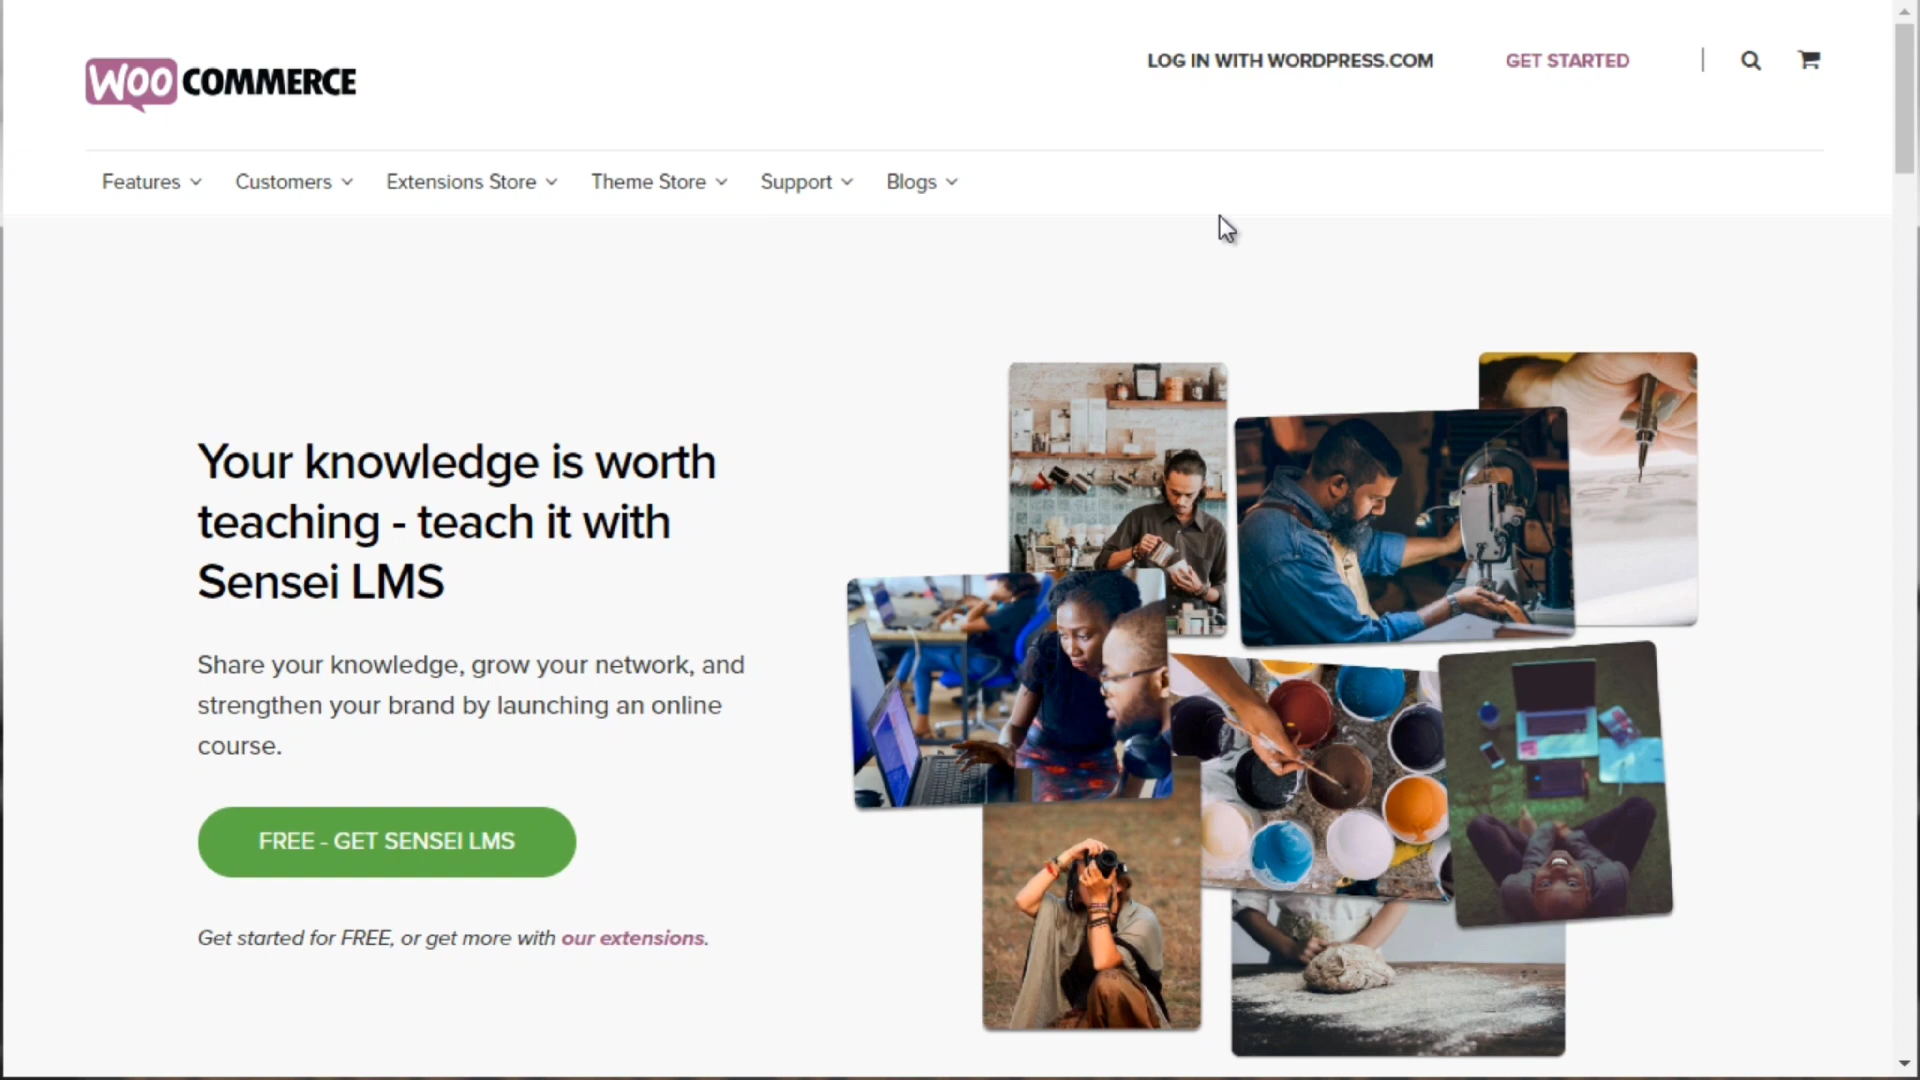 WOO COMMERCE
LOG IN WITH WORDPRESS.COM
GET STARTED
Features
Customers
Extensions Store
Theme Store
Support
Blogs
Your knowledge is worth
teaching - teach it with
Sensei LMS
Share your knowledge, grow your network, and
strengthen your brand by launching an online
course.
FREE - GET SENSEI LMS
Get started for FREE, or get more with our extensions.